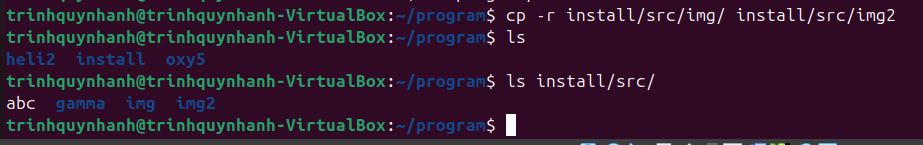 trinhquynhanh@trinhquynhanh-VirtualBox:~/program$ cp -r install/src/img/ install/src/img2
trinhquynhanh@trinhquynhanh-VirtualBox:~/program$ ls
heli2 install oxy5
trinhquynhanh@trinhquynhanh-VirtualBox:~/program$ ls install/src/
abc gamma img img2
trinhquynhanh@trinhquynhanh-VirtualBox:~/program$